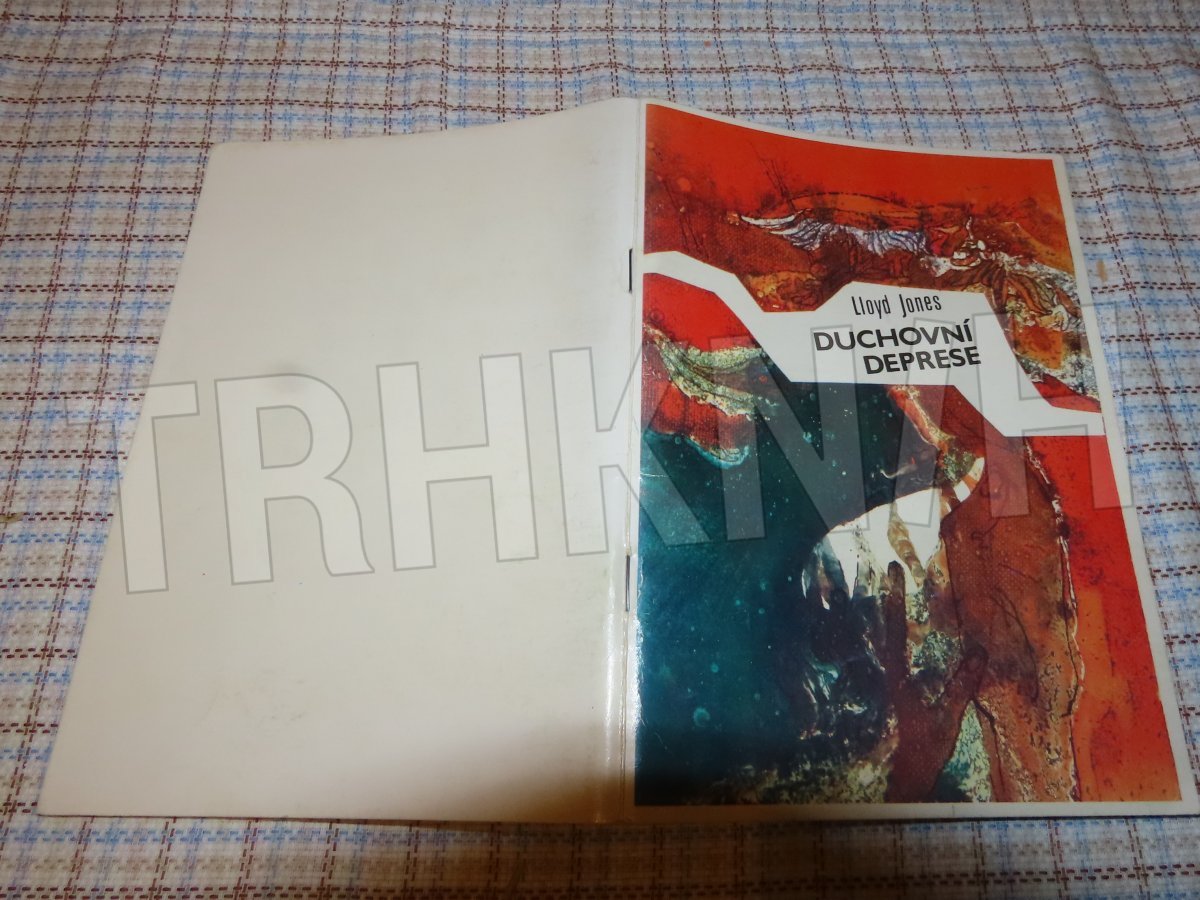 Lloyd Jones
DUCHOVNÍ
DEPRESE
TRHKNIH